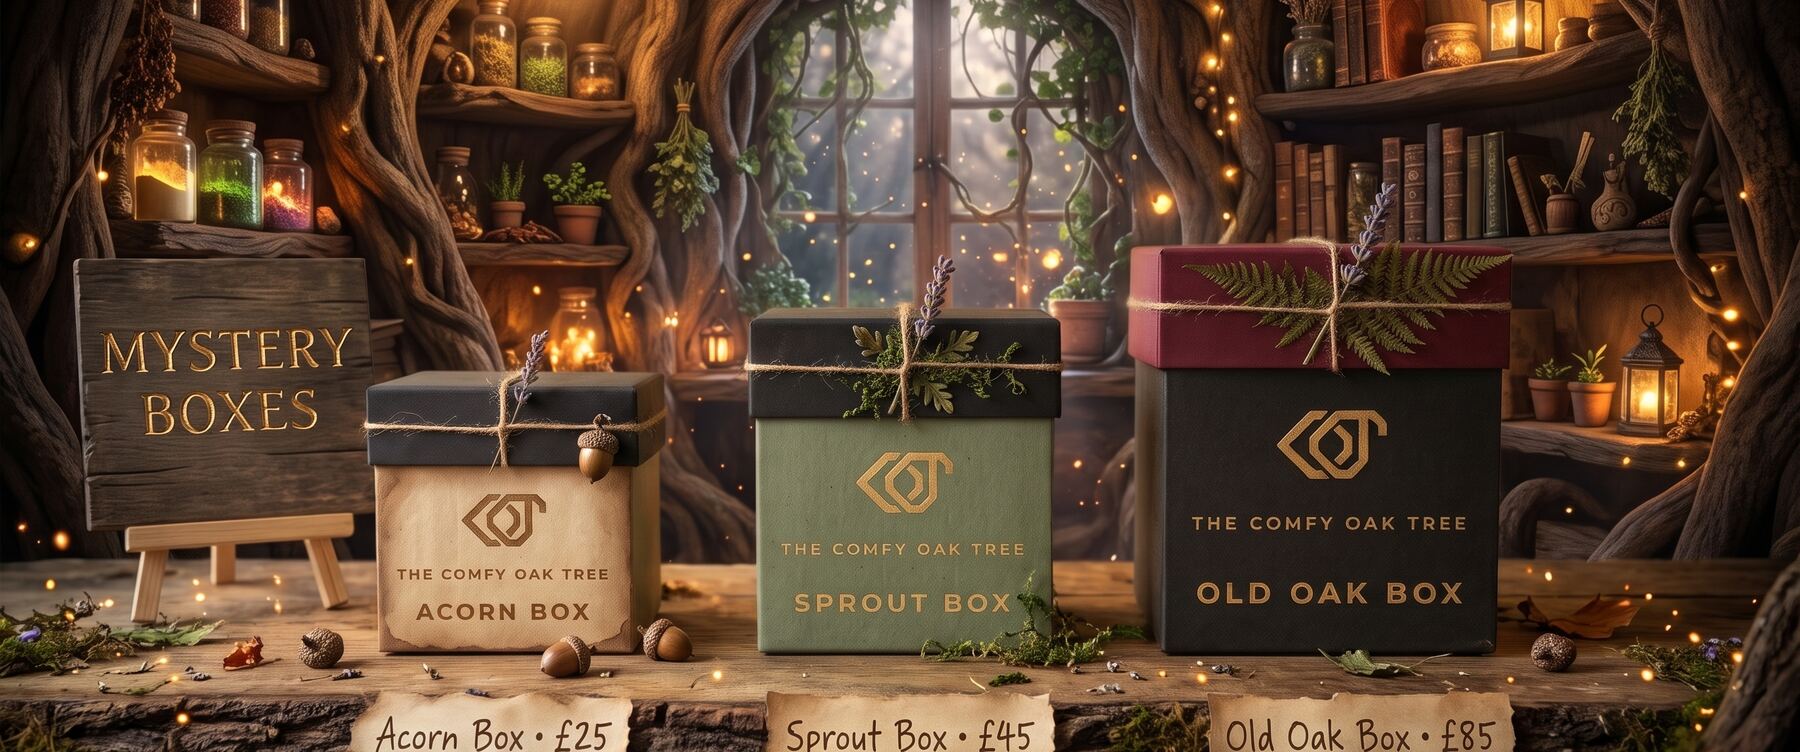 MYSTERY
BOXES
THE COMFY OAK TREE
ACORN BOX
THE COMFY OAK TREE
SPROUT BOX
THE COMFY OAK TREE
OLD OAK BOX
Acorn Box • £25
Sprout Box • £45
Old Oak Box • £85